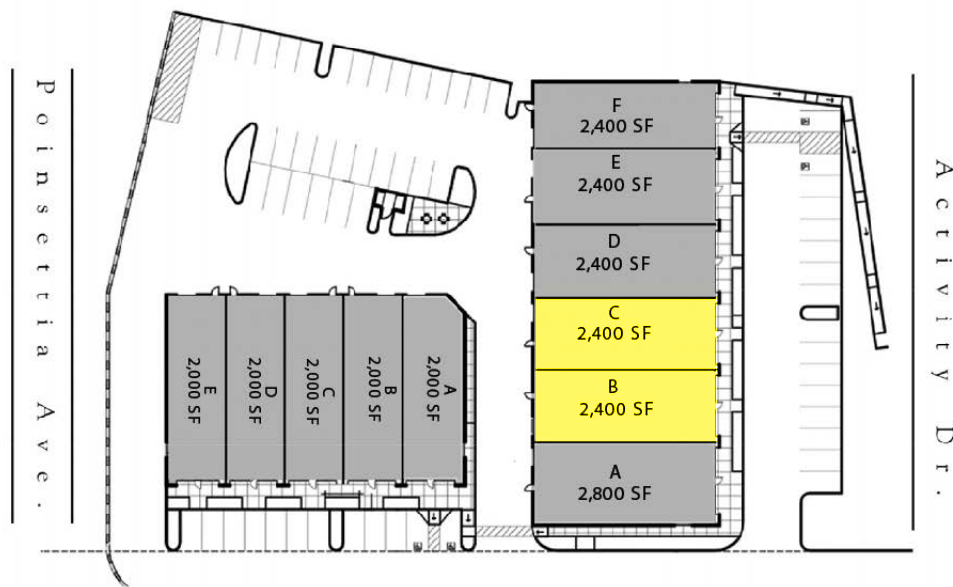 Poinsettia Ave.
F
2,400 SF
E
2,400 SF
D
2,400 SF
C
2,400 SF
B
2,400 SF
A
2,800 SF
E
2,000 SF
D
2,000 SF
C
2,000 SF
B
2,000 SF
A
2,000 SF
Activity Dr.